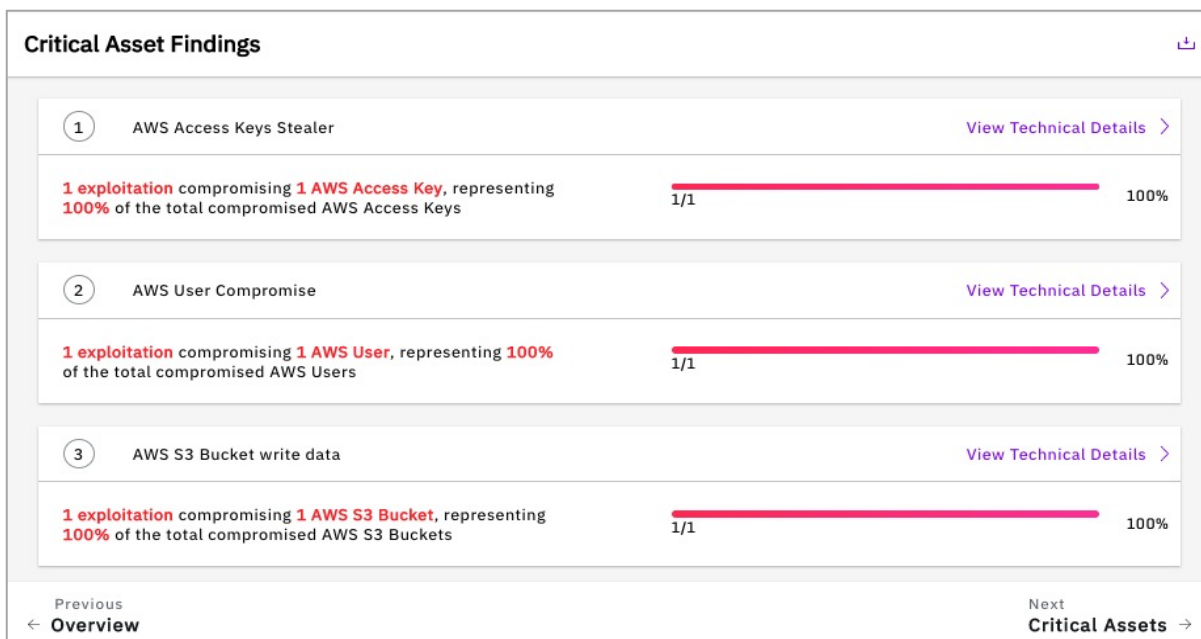 Critical Asset Findings
1 AWS Access Keys Stealer View Technical Details
1 exploitation compromising 1 AWS Access Key, representing
100% of the total compromised AWS Access Keys
1/1 100%
2 AWS User Compromise View Technical Details
1 exploitation compromising 1 AWS User, representing 100%
of the total compromised AWS Users
1/1 100%
3 AWS S3 Bucket write data View Technical Details
1 exploitation compromising 1 AWS S3 Bucket, representing
100% of the total compromised AWS S3 Buckets
1/1 100%
Previous Next
← Overview Critical Assets →